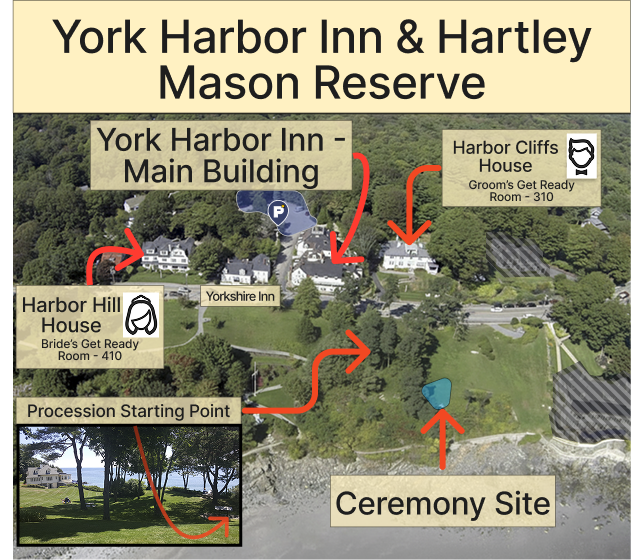 York Harbor Inn & Hartley
Mason Reserve
York Harbor Inn -
Main Building
Harbor Cliffs
House
Groom's Get Ready
Room - 310
P
Harbor Hill
House
Bride's Get Ready
Room - 410
Yorkshire Inn
Procession Starting Point
Ceremony Site